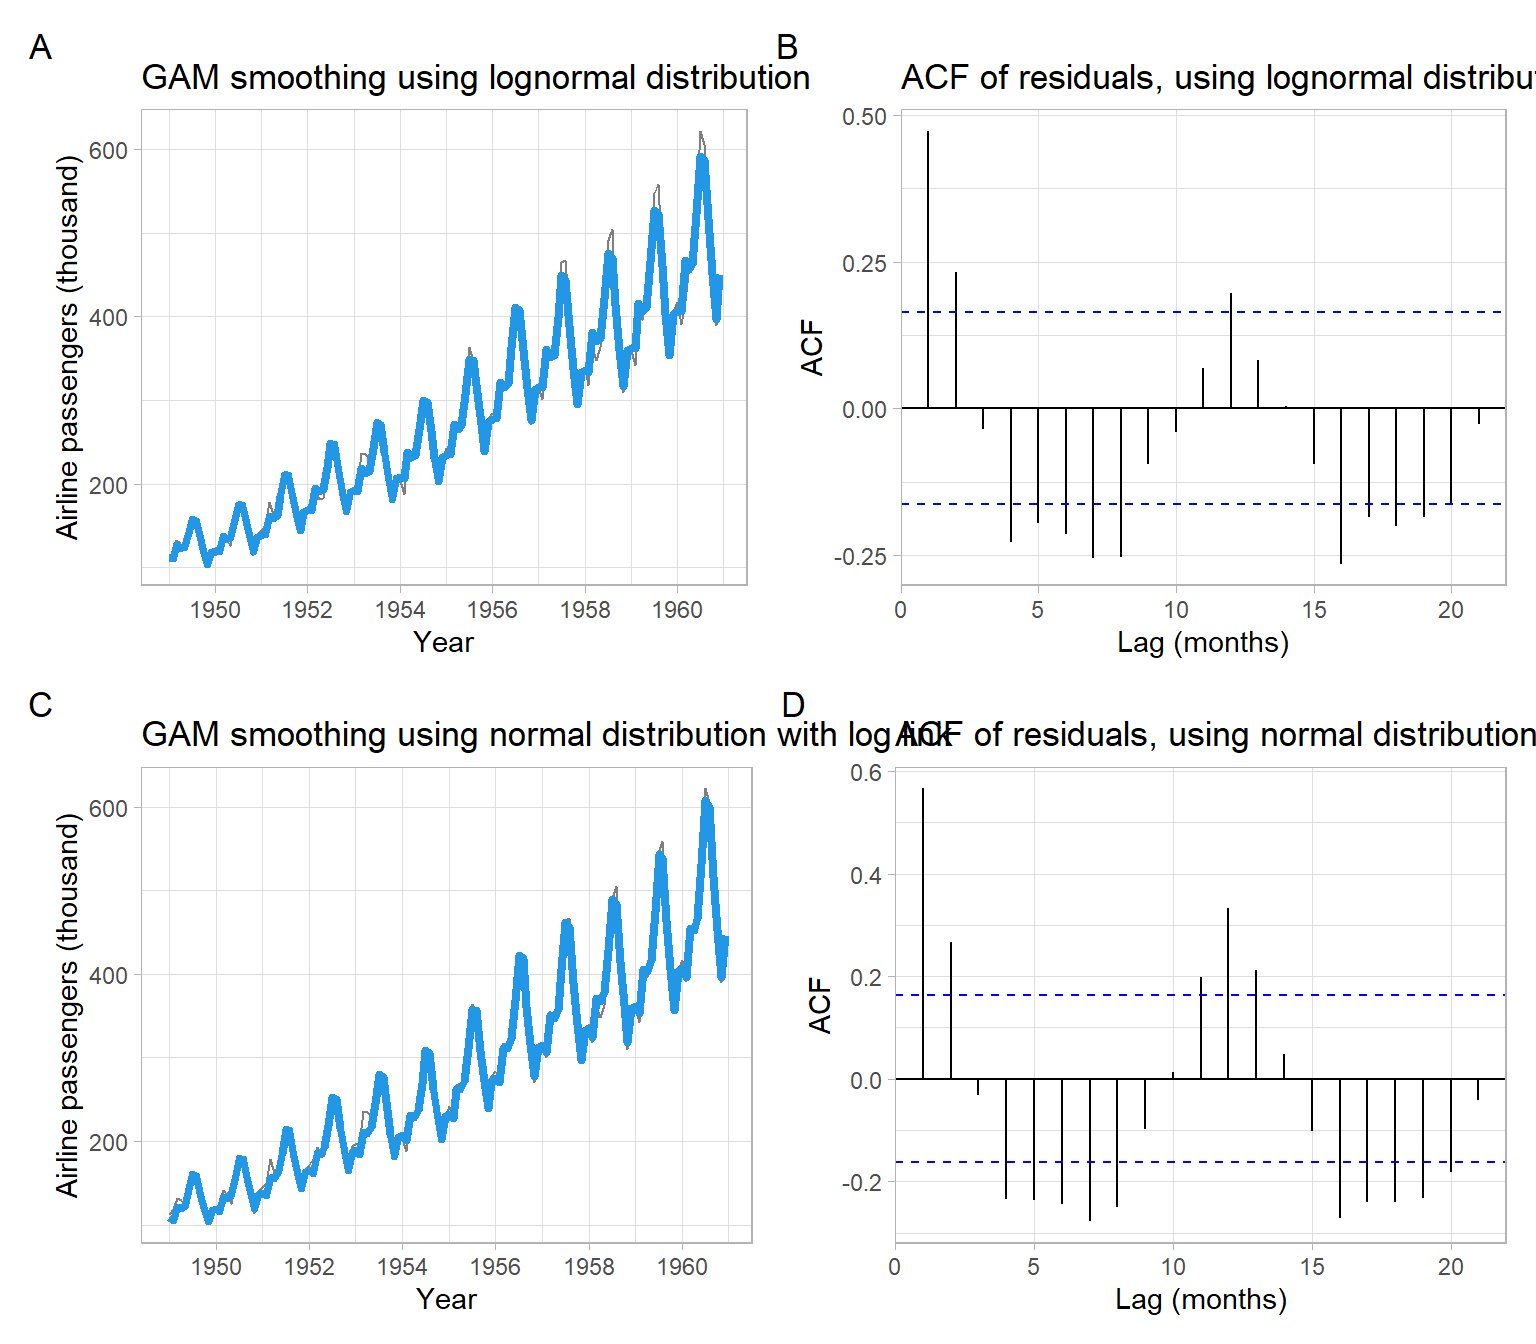 A
GAM smoothing using lognormal distribution
Airline passengers (thousand)
600
400
200
1950 1952 1954 1956 1958 1960
Year
B
ACF of residuals, using lognormal distribut
ACF
0.50
0.25
0.00
-0.25
0 5 10 15 20
Lag (months)
C
GAM smoothing using normal distribution with log link
Airline passengers (thousand)
600
400
200
1950 1952 1954 1956 1958 1960
Year
D
ACF of residuals, using normal distribution
ACF
0.6
0.4
0.2
0.0
-0.2
0 5 10 15 20
Lag (months)